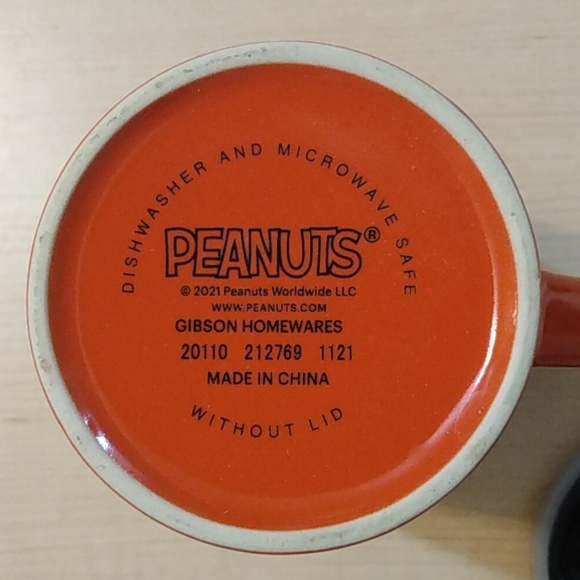 DISHWASHER AND MICROWAVE SAFE
PEANUTS®
© 2021 Peanuts Worldwide LLC
WWW.PEANUTS.COM
GIBSON HOMEWARES
20110 212769 1121
MADE IN CHINA
WITHOUT LID